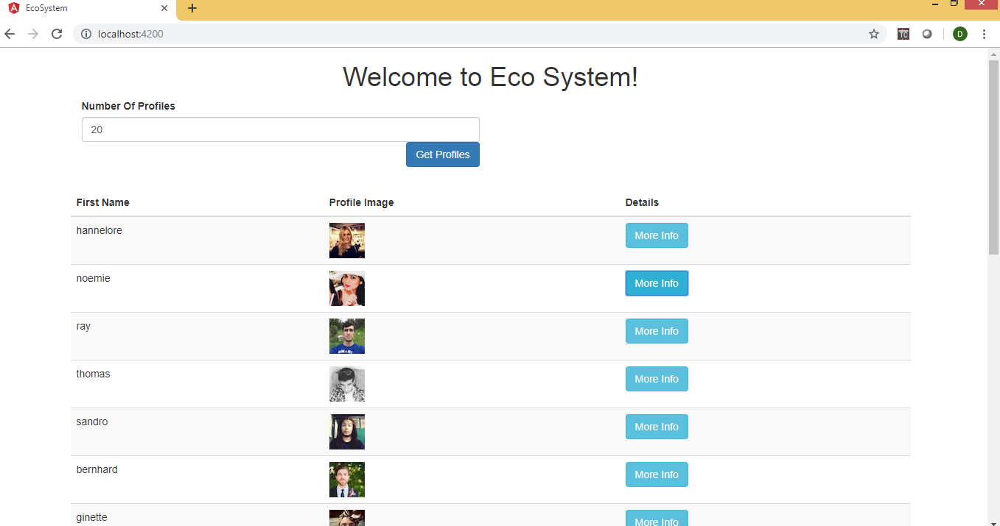 EcoSystem
localhost:4200
TC
D
Welcome to Eco System!
Number Of Profiles
20
Get Profiles
First Name Profile Image Details
hannelore More Info
noemie More Info
ray More Info
thomas More Info
sandro More Info
bernhard More Info
ginette More Info